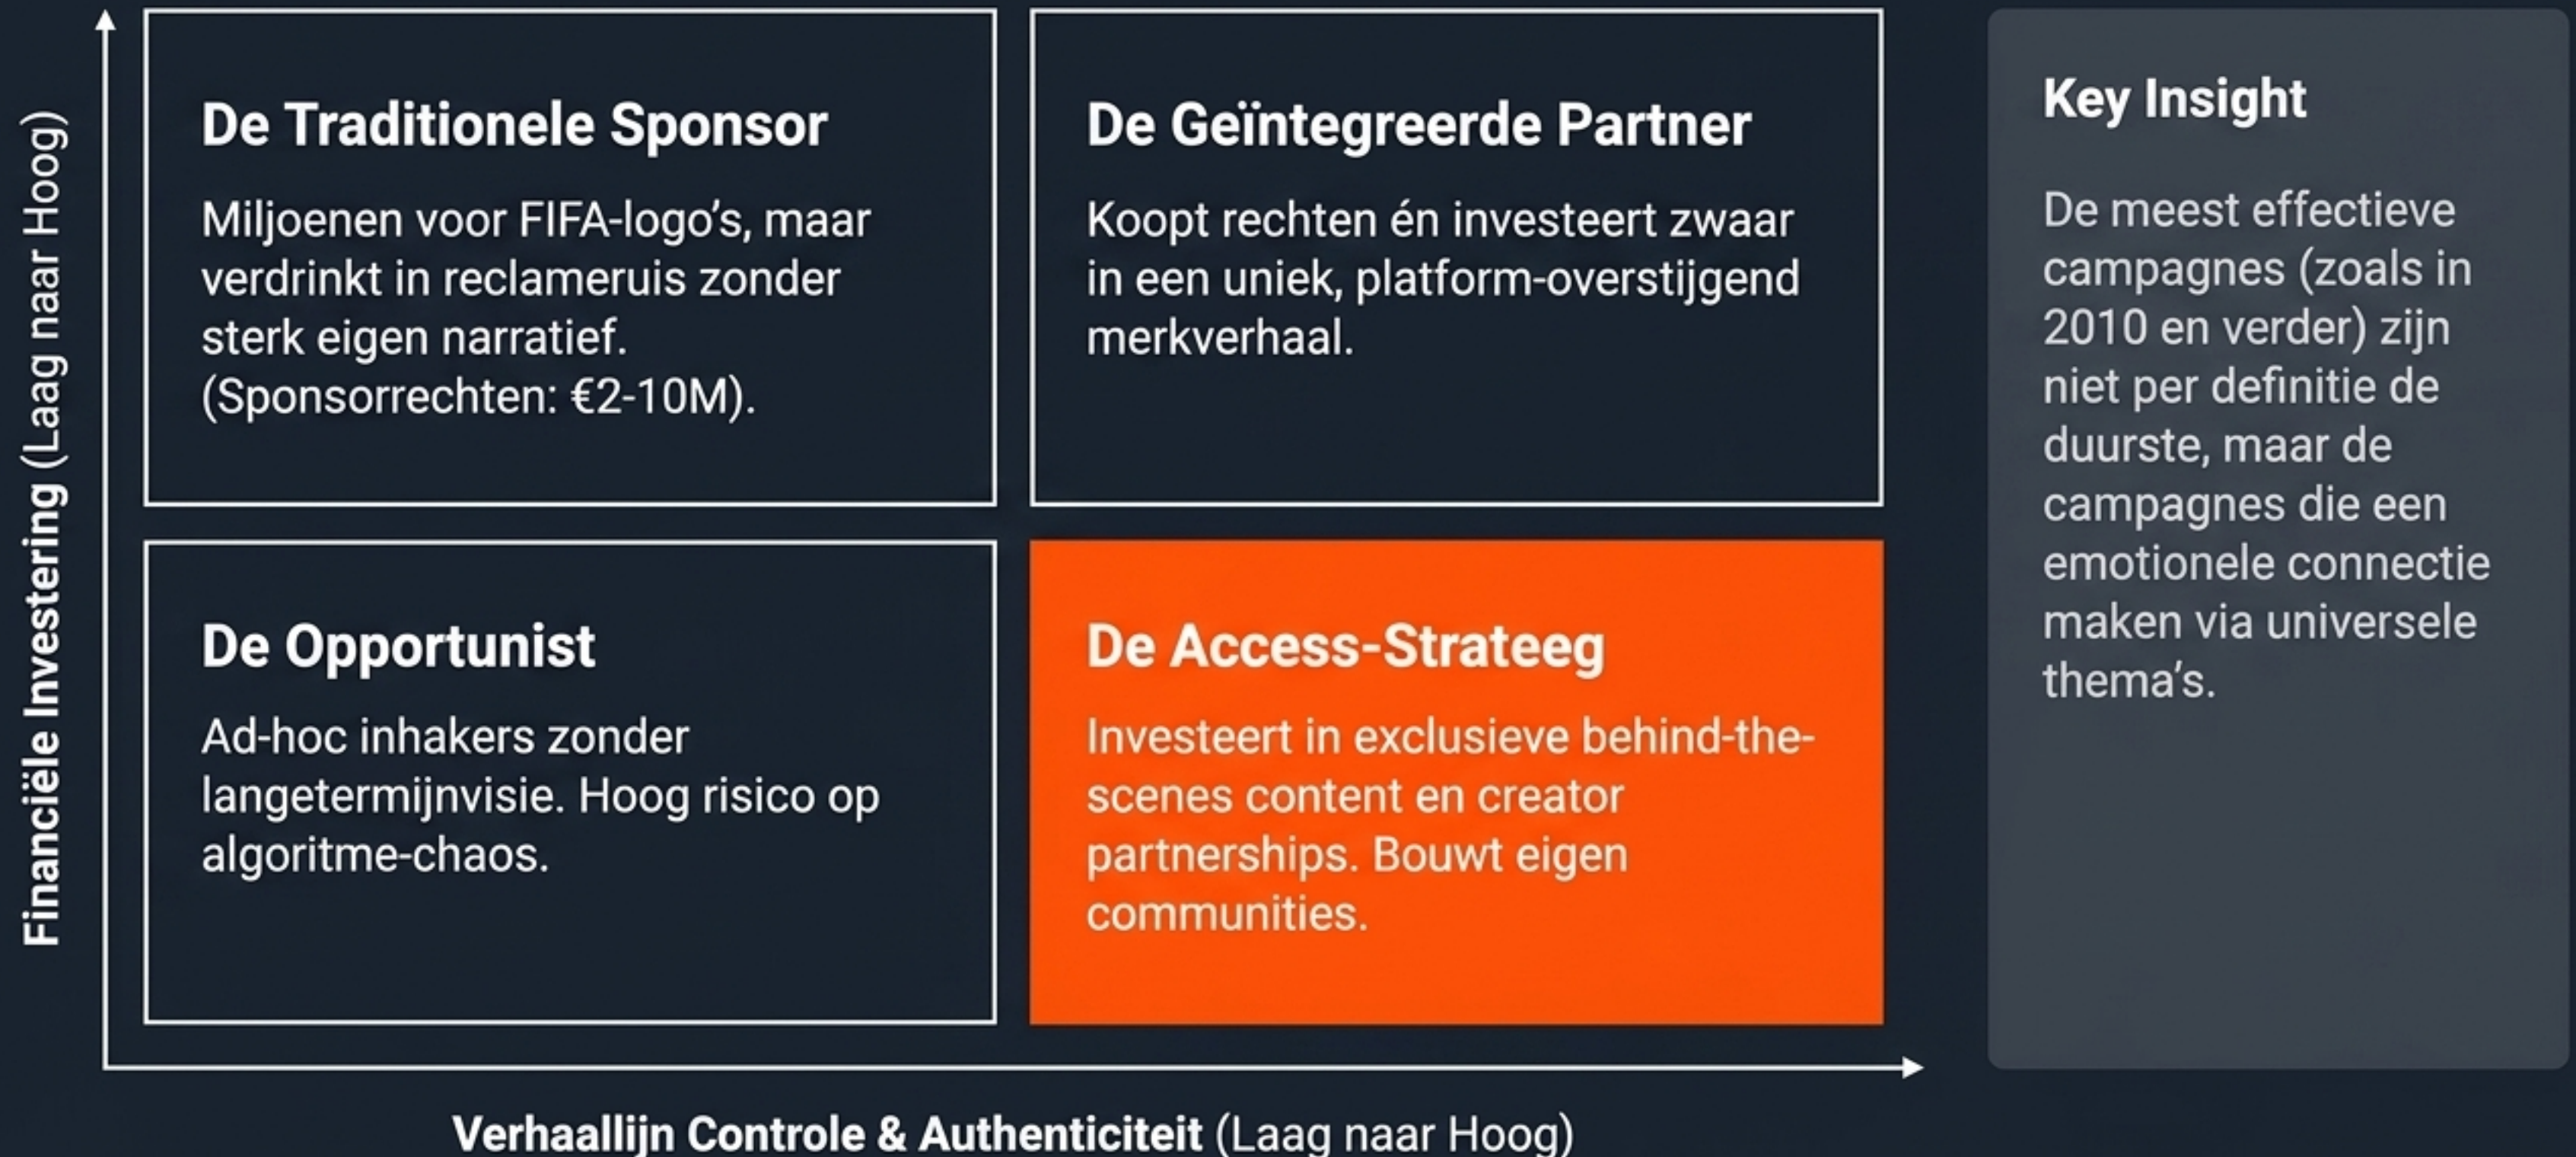 Financiële Investering (Laag naar Hoog)
De Traditionele Sponsor
Miljoenen voor FIFA-logo’s, maar
verdrinkt in reclameruis zonder
sterk eigen narratief.
(Sponsorrechten: €2-10M).
De Geïntegreerde Partner
Koopt rechten én investeert zwaar
in een uniek, platform-overstijgend
merkverhaal.
De Opportunist
Ad-hoc inhakers zonder
langetermijnvisie. Hoog risico op
algoritme-chaos.
De Access-Strateeg
Investeert in exclusieve behind-the-
scenes content en creator
partnerships. Bouwt eigen
communities.
Verhaallijn Controle & Authenticiteit (Laag naar Hoog)
Key Insight
De meest effectieve
campagnes (zoals in
2010 en verder) zijn
niet per definitie de
duurste, maar de
campagnes die een
emotionele connectie
maken via universele
thema’s.